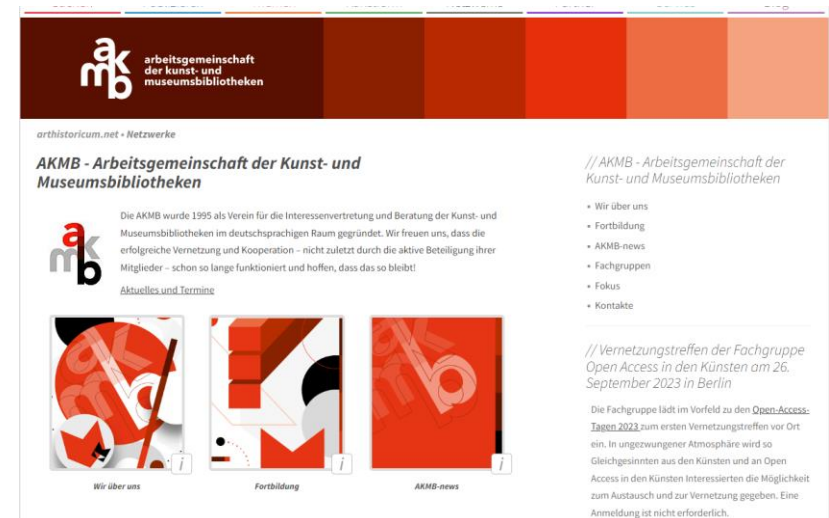 akmb
arbeitsgemeinschaft
der kunst- und
museumsbibliotheken
arthistoricum.net • Netzwerke
AKMB - Arbeitsgemeinschaft der Kunst- und
Museumsbibliotheken
akmb
Die AKMB wurde 1995 als Verein für die Interessenvertretung und Beratung der Kunst- und
Museumsbibliotheken im deutschsprachigen Raum gegründet. Wir freuen uns, dass die
erfolgreiche Vernetzung und Kooperation – nicht zuletzt durch die aktive Beteiligung ihrer
Mitglieder – schon so lange funktioniert und hoffen, dass das so bleibt!
Aktuelles und Termine
akmb
akmb
i
i
i
Wir über uns
Fortbildung
AKMB-news
// AKMB - Arbeitsgemeinschaft der
Kunst- und Museumsbibliotheken
• Wir über uns
• Fortbildung
• AKMB-news
• Fachgruppen
• Fokus
• Kontakte
// Vernetzungstreffen der Fachgruppe
Open Access in den Künsten am 26.
September 2023 in Berlin
Die Fachgruppe lädt im Vorfeld zu den Open-Access-
Tagen 2023 zum ersten Vernetzungstreffen vor Ort
ein. In ungezwungener Atmosphäre wird so
Gleichgesinnten aus den Künsten und an Open
Access in den Künsten Interessierten die Möglichkeit
zum Austausch und zur Vernetzung gegeben. Eine
Anmeldung ist nicht erforderlich.